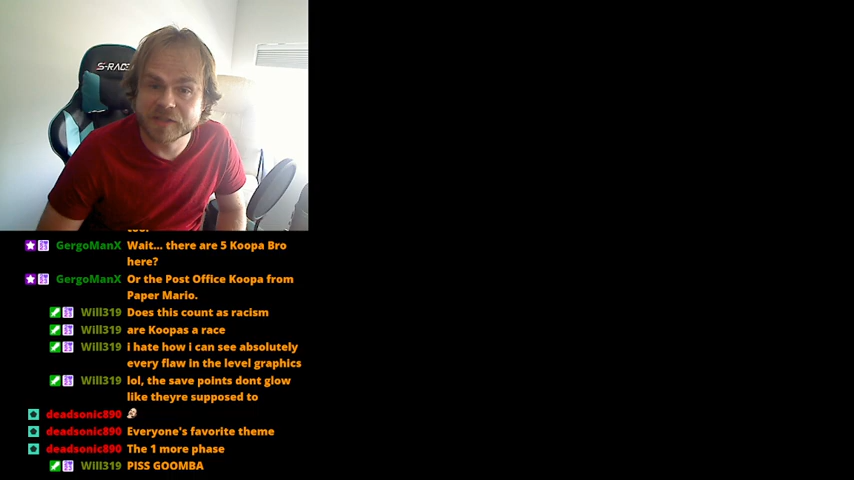 S-RACE
too.
GergoManX Wait... there are 5 Koopa Bro
here?
GergoManX Or the Post Office Koopa from
Paper Mario.
Will319 Does this count as racism
Will319 are Koopas a race
Will319 i hate how i can see absolutely
every flaw in the level graphics
Will319 lol, the save points dont glow
like theyre supposed to
deadsonic890
deadsonic890 Everyone's favorite theme
deadsonic890 The 1 more phase
Will319 PISS GOOMBA